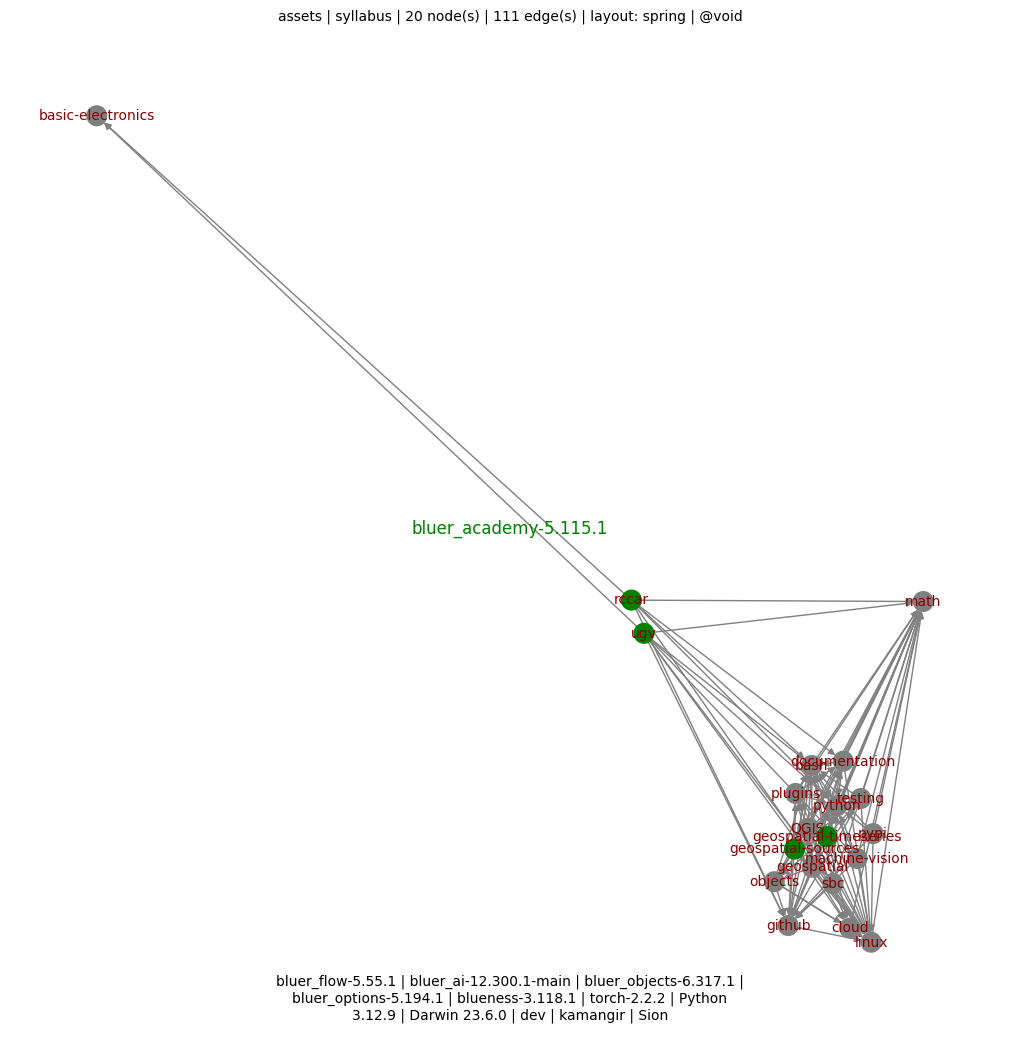 assets | syllabus | 20 node(s) | 111 edge(s) | layout: spring | @void
basic-electronics
bluer_academy-5.115.1
rccar
math
ugv
documentation
bash
plugins
testing
python
QGIS
pypi
geospatial-timeseries
geospatial-sources
machine-vision
geospatial
objects
sbc
github
cloud
linux
bluer_flow-5.55.1 | bluer_ai-12.300.1-main | bluer_objects-6.317.1 |
bluer_options-5.194.1 | blueness-3.118.1 | torch-2.2.2 | Python
3.12.9 | Darwin 23.6.0 | dev | kamangir | Sion